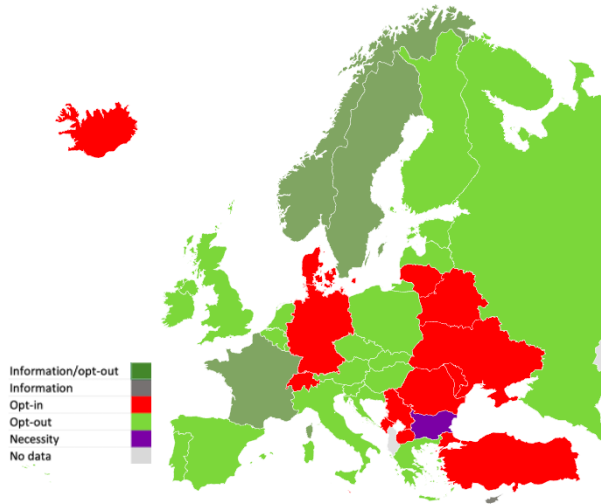 Information/opt-out
Information
Opt-in
Opt-out
Necessity
No data